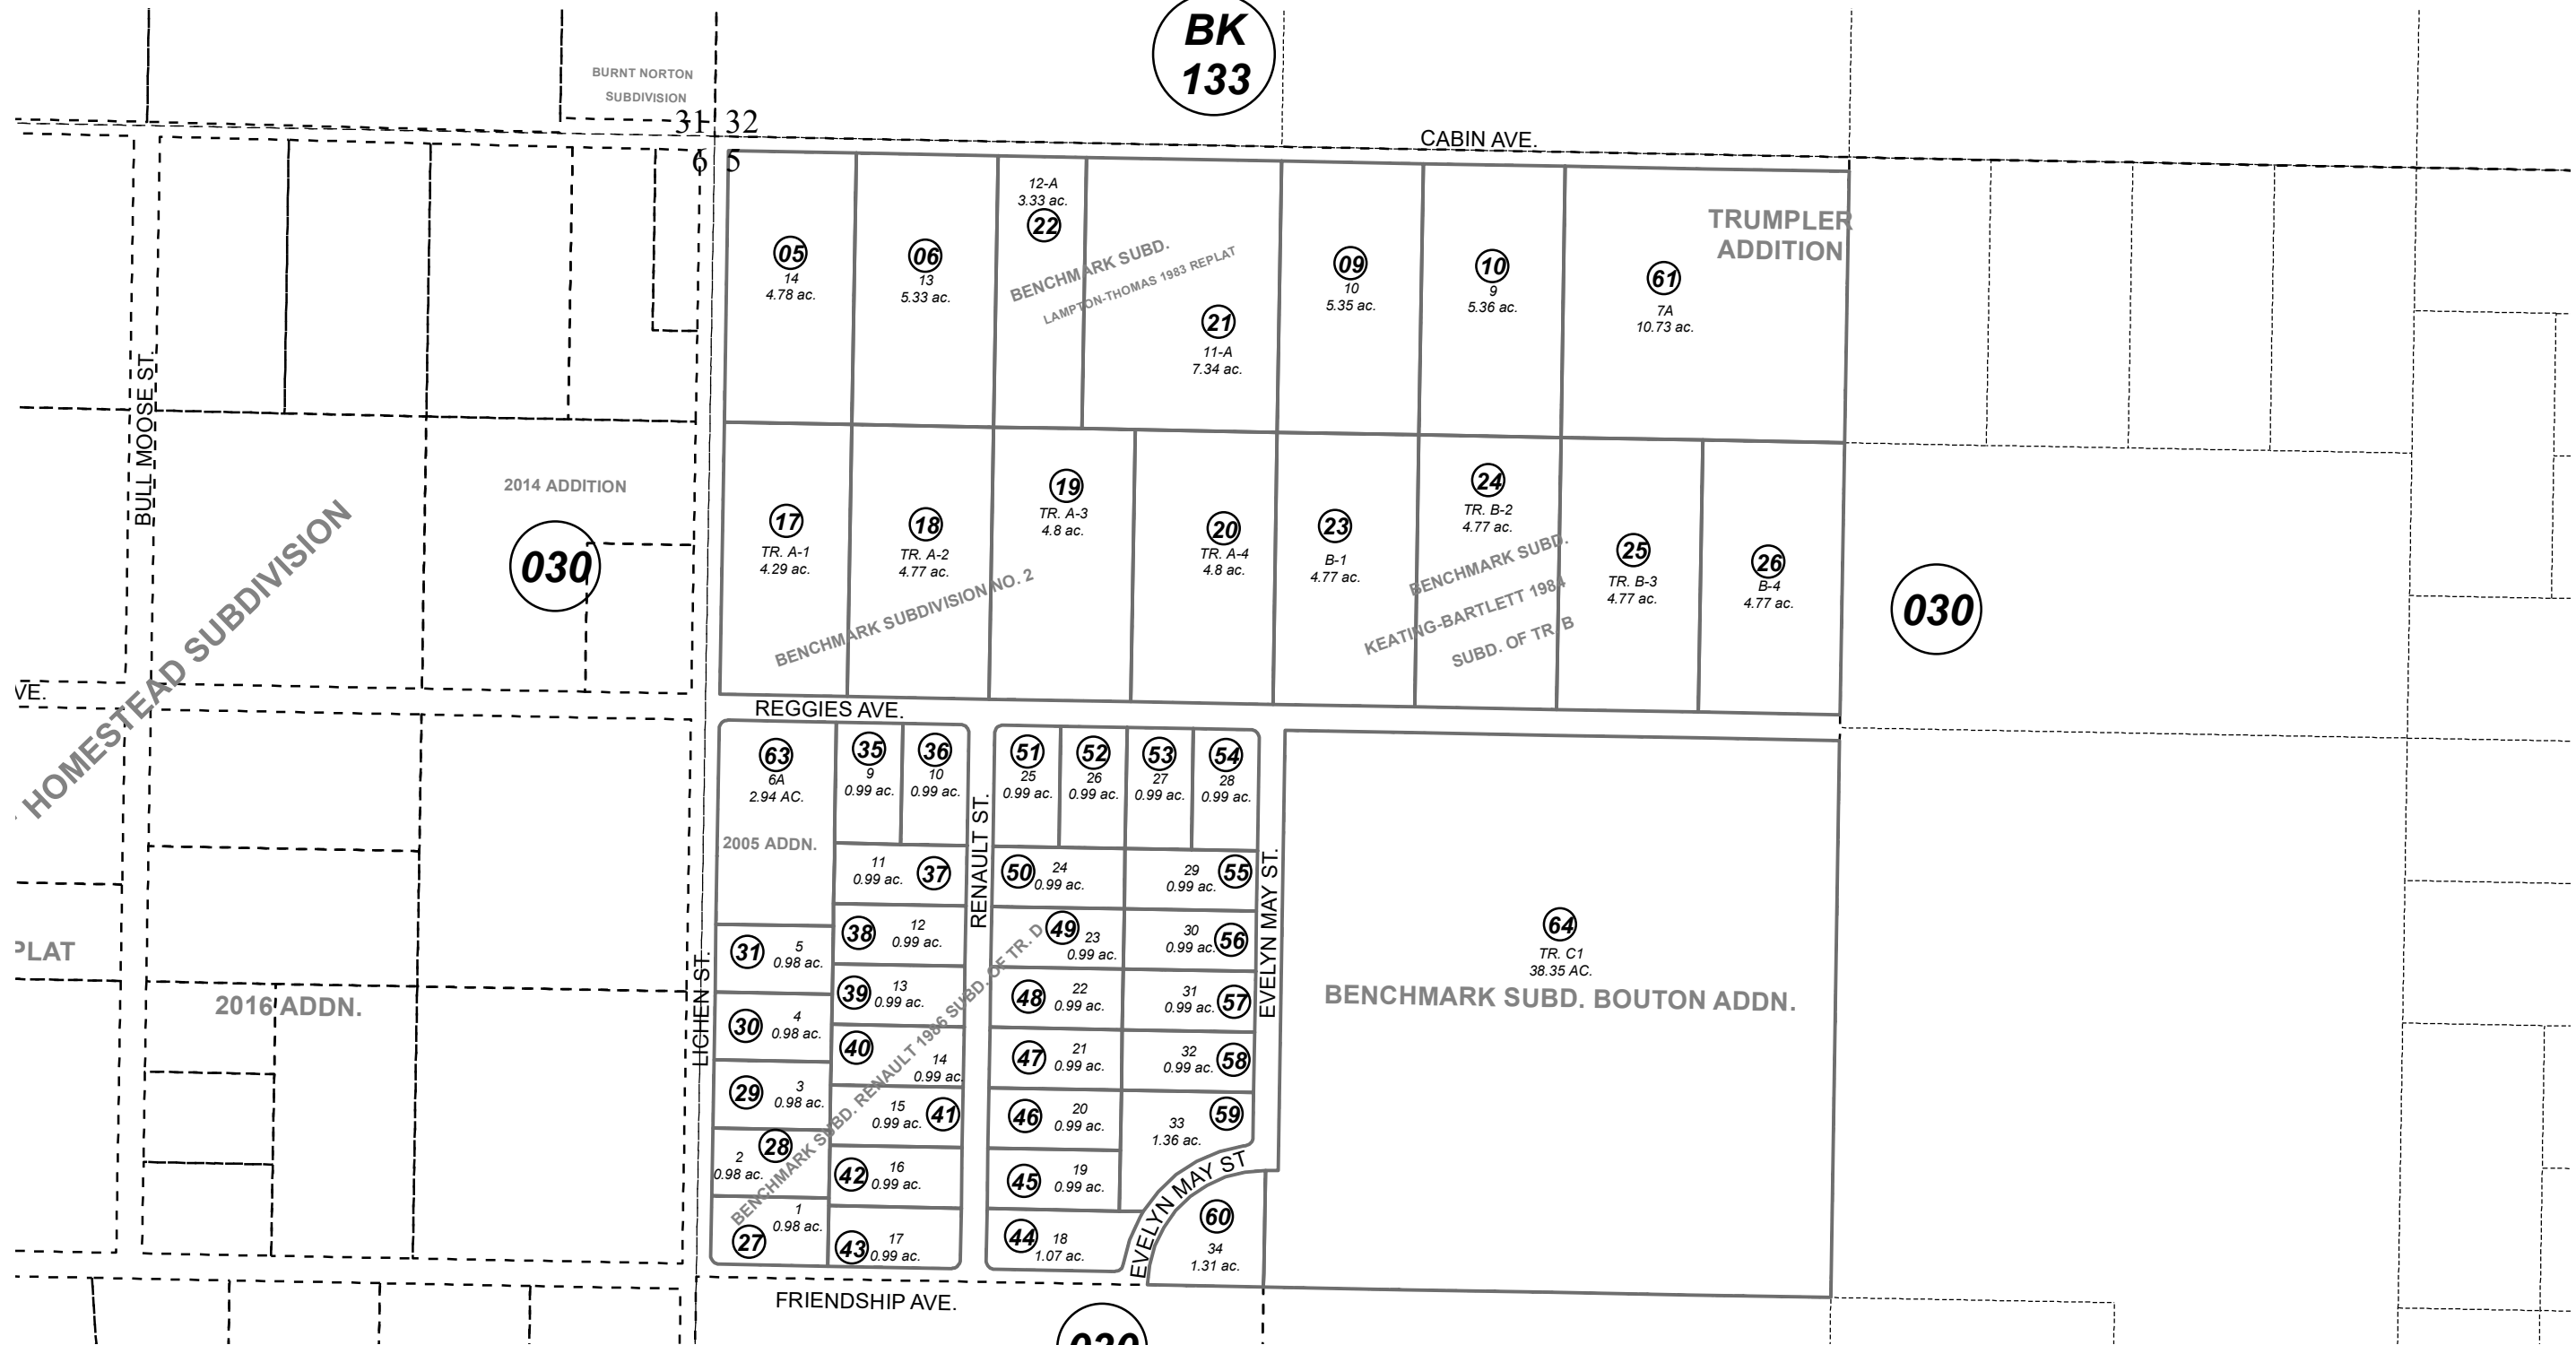 BK
133
BURNT NORTON
SUBDIVISION
31 32
6 5
CABIN AVE.
TRUMPLER
ADDITION
05
14
4.78 ac.
06
13
5.33 ac.
12-A
3.33 ac.
22
BENCHMARK SUBD.
LAMPTON-THOMAS 1983 REPLAT
21
11-A
7.34 ac.
09
10
5.35 ac.
10
9
5.36 ac.
61
7A
10.73 ac.
BULL MOOSE ST.
2014 ADDITION
030
HOMESTEAD SUBDIVISION
17
TR. A-1
4.29 ac.
18
TR. A-2
4.77 ac.
19
TR. A-3
4.8 ac.
20
TR. A-4
4.8 ac.
BENCHMARK SUBDIVISION NO. 2
23
B-1
4.77 ac.
24
TR. B-2
4.77 ac.
25
TR. B-3
4.77 ac.
26
B-4
4.77 ac.
BENCHMARK SUBD.
KEATING-BARTLETT 1984
SUBD. OF TR. B
030
VE.
REGGIES AVE.
63
6A
2.94 AC.
2005 ADDN.
35
9
0.99 ac.
36
10
0.99 ac.
51
25
0.99 ac.
52
26
0.99 ac.
53
27
0.99 ac.
54
28
0.99 ac.
RENAULT ST.
EVELYN MAY ST.
LICHEN ST.
11
0.99 ac.
37
50
24
0.99 ac.
29
0.99 ac.
55
38
12
0.99 ac.
49
23
0.99 ac.
30
0.99 ac.
56
31
5
0.98 ac.
39
13
0.99 ac.
48
22
0.99 ac.
31
0.99 ac.
57
30
4
0.98 ac.
40
14
0.99 ac.
47
21
0.99 ac.
32
0.99 ac.
58
29
3
0.98 ac.
15
0.99 ac.
41
46
20
0.99 ac.
33
1.36 ac.
59
28
2
0.98 ac.
42
16
0.99 ac.
45
19
0.99 ac.
27
1
0.98 ac.
43
17
0.99 ac.
44
18
1.07 ac.
60
34
1.31 ac.
BENCHMARK SUBD. RENAULT 1986 SUBD. OF TR. D
EVELYN MAY ST
64
TR. C1
38.35 AC.
BENCHMARK SUBD. BOUTON ADDN.
PLAT
2016 ADDN.
FRIENDSHIP AVE.